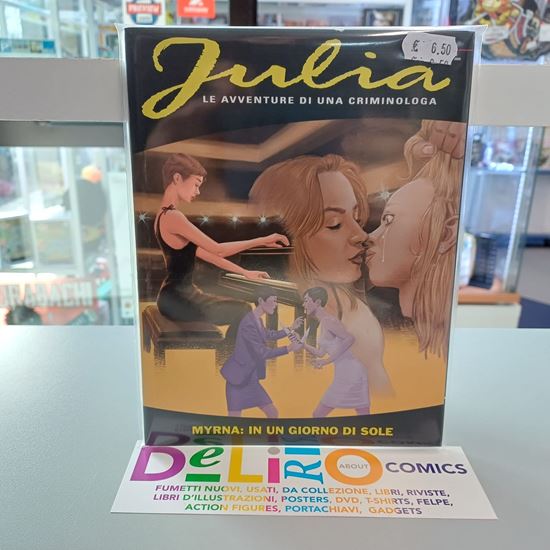 PREVIEW
Julia
€ 6.50
LE AVVENTURE DI UNA CRIMINOLOGA
MYRNA: IN UN GIORNO DI SOLE
DeLiRiO
ABOUT
COMICS
FUMETTI NUOVI, USATI, DA COLLEZIONE, LIBRI, RIVISTE,
LIBRI D'ILLUSTRAZIONI, POSTERS, DVD, T-SHIRTS, FELPE,
ACTION FIGURES, PORTACHIAVI, GADGETS